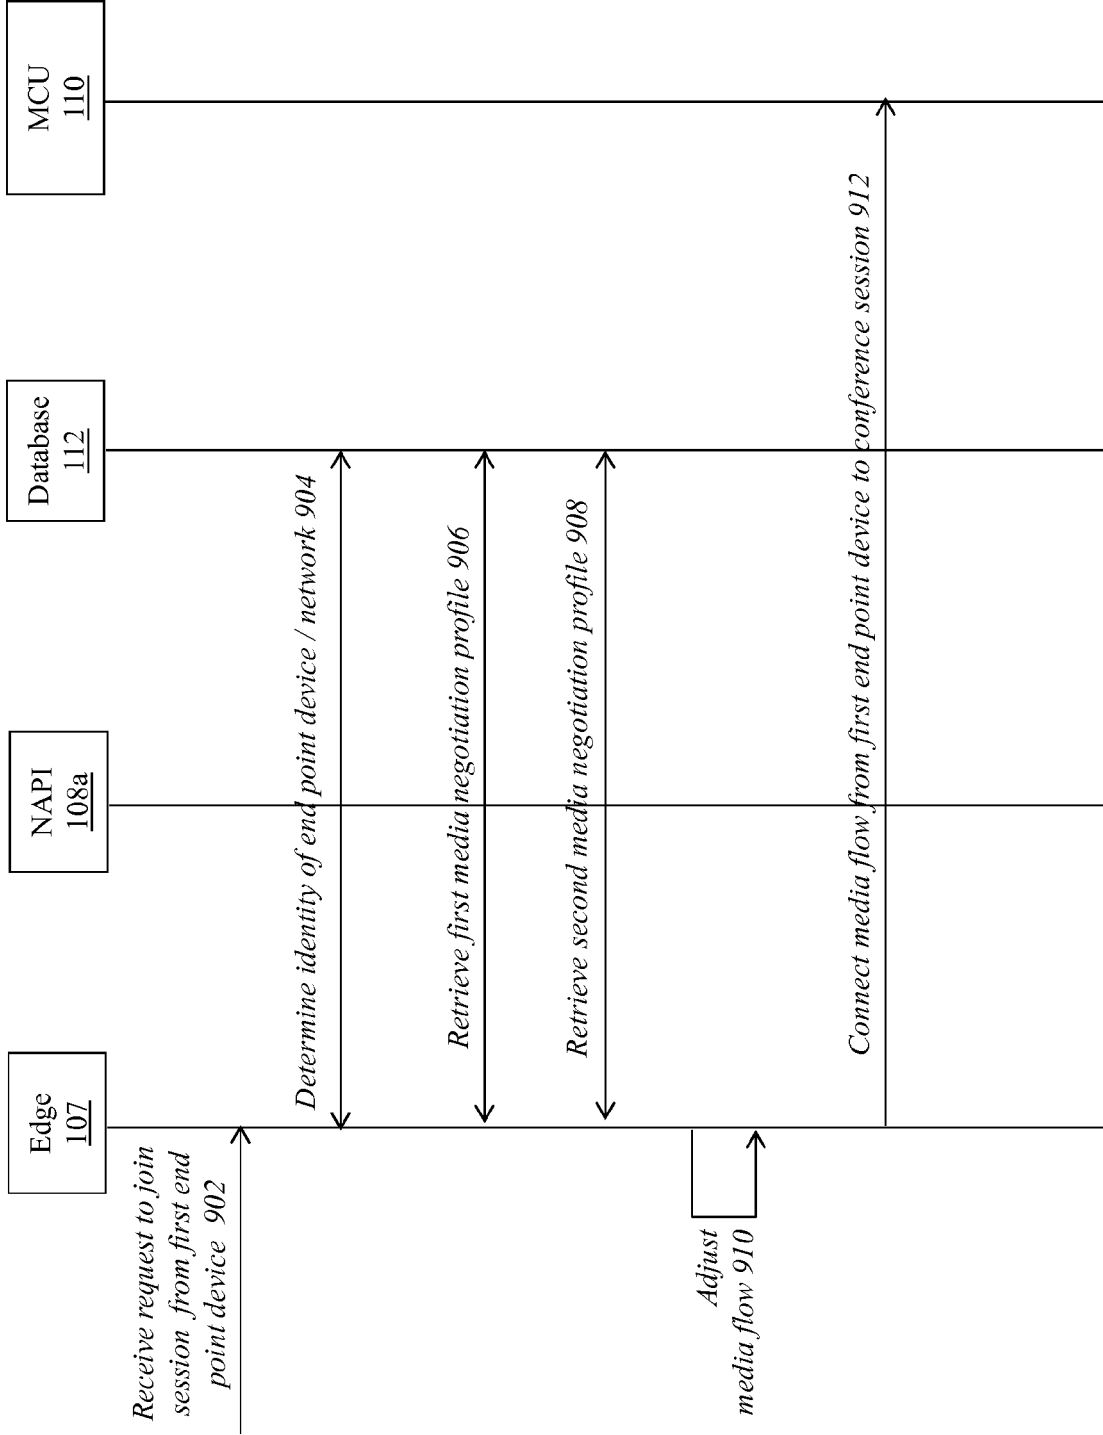 Edge
107
NAPI
108a
Database
112
MCU
110
Receive request to join
session from first end
point device 902
Determine identity of end point device / network 904
Retrieve first media negotiation profile 906
Retrieve second media negotiation profile 908
Adjust
media flow 910
Connect media flow from first end point device to conference session 912